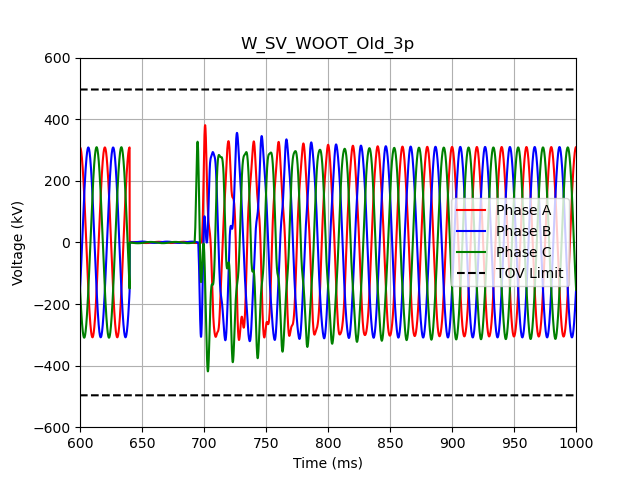 W_SV_WOOT_Old_3p
Voltage (kV)
600
400
200
0
−200
−400
−600
Phase A
Phase B
Phase C
TOV Limit
600 650 700 750 800 850 900 950 1000
Time (ms)